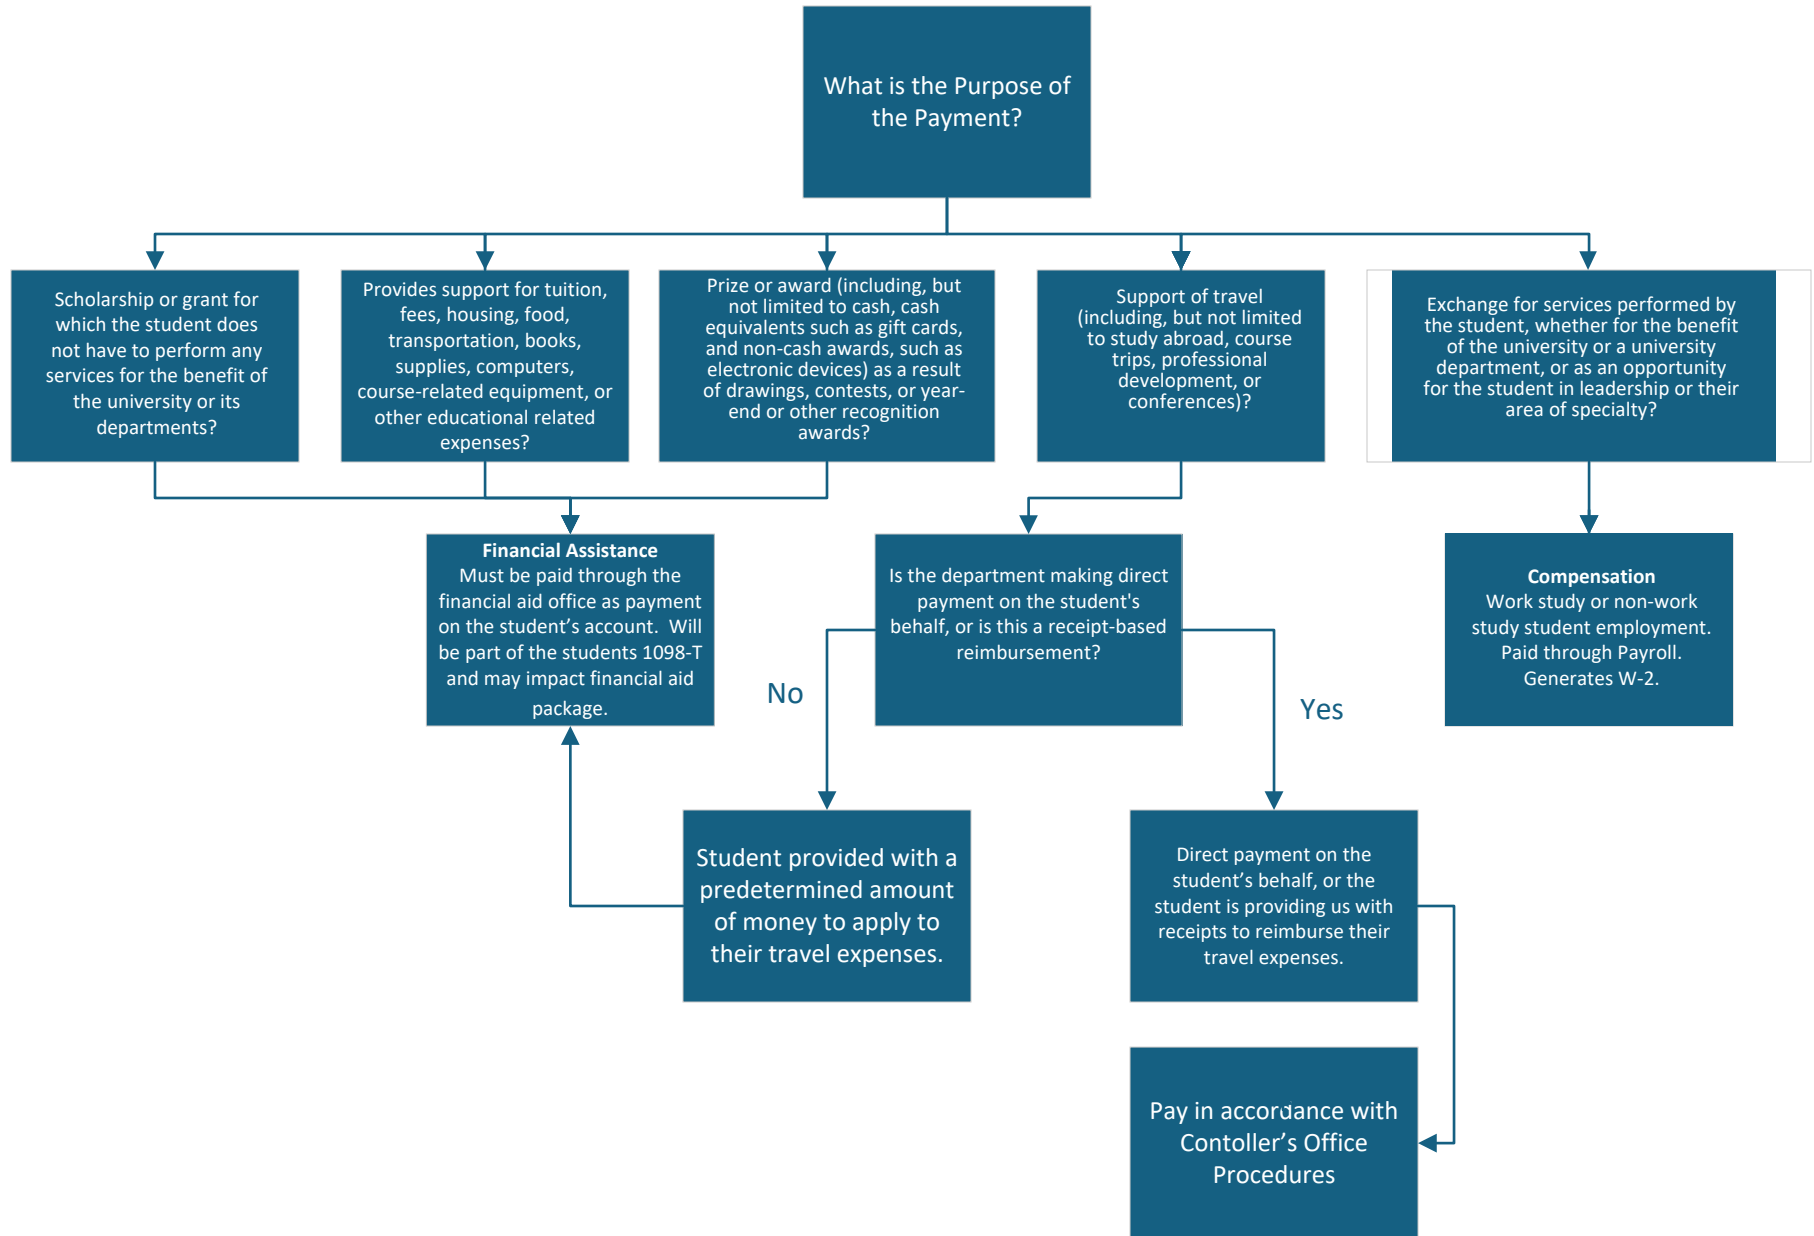 What is the Purpose of
the Payment?
Scholarship or grant for
which the student does
not have to perform any
services for the benefit of
the university or its
departments?
Provides support for tuition,
fees, housing, food,
transportation, books,
supplies, computers,
course-related equipment, or
other educational related
expenses?
Prize or award (including, but
not limited to cash, cash
equivalents such as gift cards,
and non-cash awards, such as
electronic devices) as a result
of drawings, contests, or year-
end or other recognition
awards?
Support of travel
(including, but not limited
to study abroad, course
trips, professional
development, or
conferences)?
Exchange for services performed by
the student, whether for the benefit
of the university or a university
department, or as an opportunity
for the student in leadership or their
area of specialty?
Financial Assistance
Must be paid through the
financial aid office as payment
on the student’s account.  Will
be part of the students 1098-T
and may impact financial aid
package.
Is the department making direct
payment on the student's
behalf, or is this a receipt-based
reimbursement?
Compensation
Work study or non-work
study student employment.
Paid through Payroll.
Generates W-2.
No
Yes
Student provided with a
predetermined amount
of money to apply to
their travel expenses.
Direct payment on the
student’s behalf, or the
student is providing us with
receipts to reimburse their
travel expenses.
Pay in accordance with
Contoller’s Office
Procedures